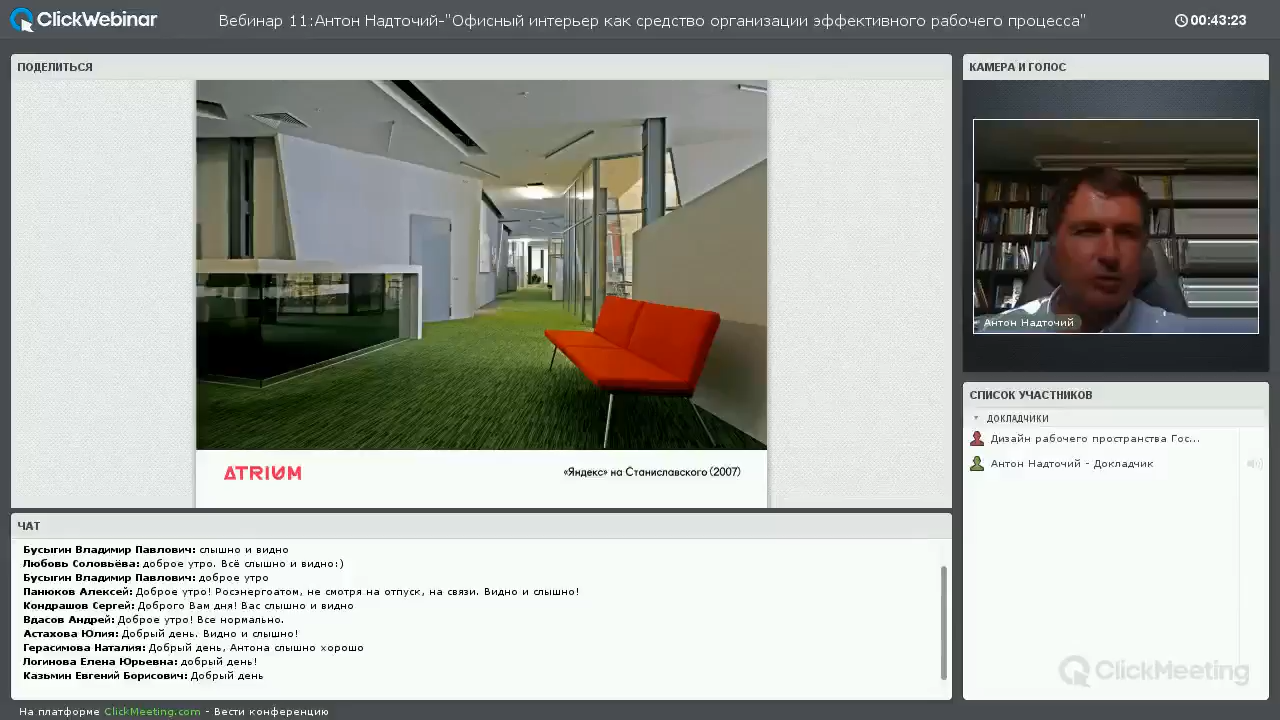 ClickWebinar
Вебинар 11:Антон Надточий-"Офисный интерьер как средство организации эффективного рабочего процесса"
00:43:23
ПОДЕЛИТЬСЯ
ATRIUM
«Яндекс» на Станиславского (2007)
КАМЕРА И ГОЛОС
Антон Надточий
СПИСОК УЧАСТНИКОВ
ДОКЛАДЧИКИ
Дизайн рабочего пространства Гос...
Антон Надточий - Докладчик
ClickMeeting
ЧАТ
Бусыгин Владимир Павлович: слышно и видно
Любовь Соловьёва: доброе утро. Всё слышно и видно:)
Бусыгин Владимир Павлович: доброе утро
Панюков Алексей: Доброе утро! Росэнергоатом, не смотря на отпуск, на связи. Видно и слышно!
Кондрашов Сергей: Доброго Вам дня! Вас слышно и видно
Вдасов Андрей: Доброе утро! Все нормально.
Астахова Юлия: Добрый день. Видно и слышно!
Герасимова Наталия: Добрый день, Антона слышно хорошо
Логинова Елена Юрьевна: добрый день!
Казьмин Евгений Борисович: Добрый день
На платформе ClickMeeting.com - Вести конференцию